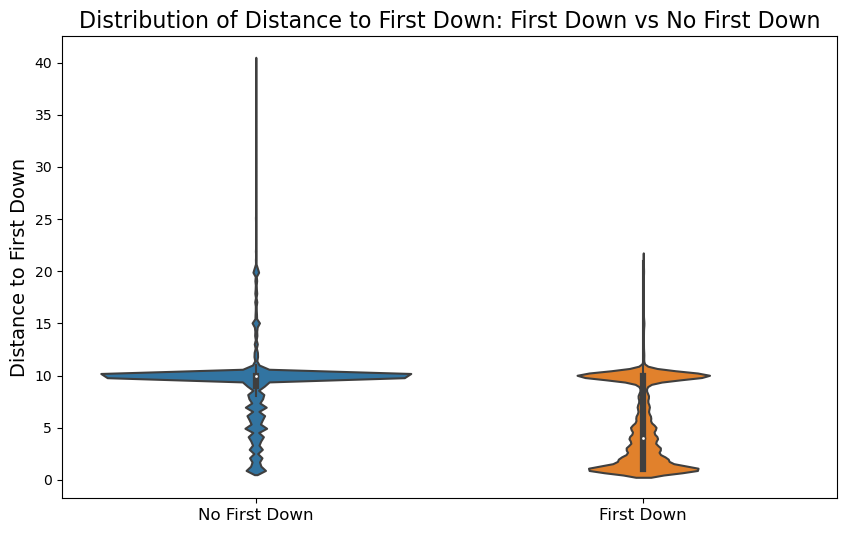 Distribution of Distance to First Down: First Down vs No First Down
Distance to First Down
40
35
30
25
20
15
10
5
0
No First Down
First Down